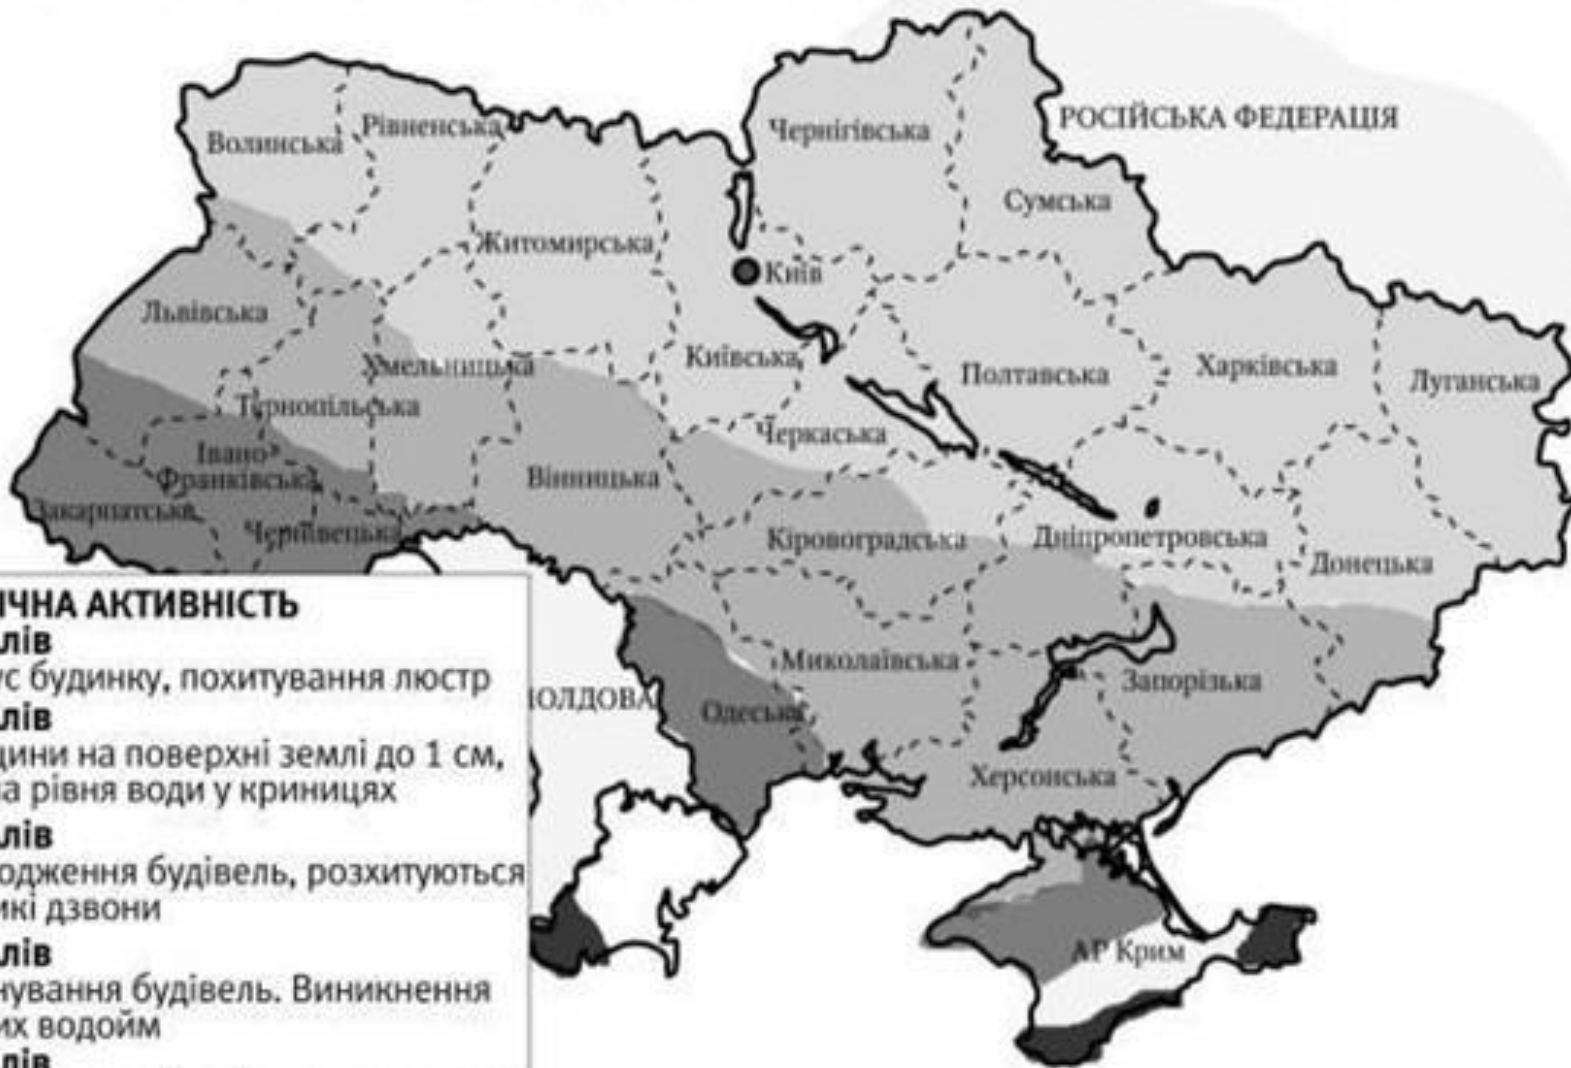 РОСІЙСЬКА ФЕДЕРАЦІЯ
Волинська
Рівненська
Чернігівська
Сумська
Житомирська
Київ
Львівська
Хмельницька
Київська
Полтавська
Харківська
Луганська
Тернопільська
Черкаська
Івано-
Франківська
Вінницька
Закарпатська
Чернівецька
Кіровоградська
Дніпропетровська
Донецька
Миколаївська
Запорізька
ОЛДОВА
Одеська
Херсонська
АР Крим
ІЧНА АКТИВНІСТЬ
лів
ус будинку, похитування люстр
лів
щини на поверхні землі до 1 см,
на рівня води у криницях
лів
одження будівель, розхитуються
икі дзвони
лів
нування будівель. Виникнення
их водойм
лів